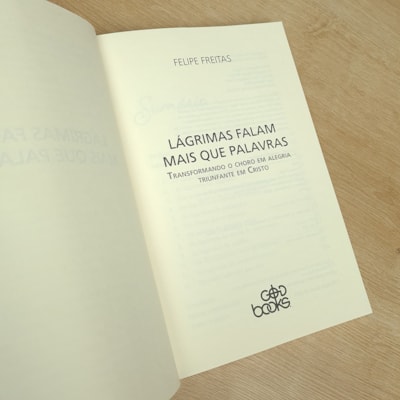 FELIPE FREITAS
LÁGRIMAS FALAM
MAIS QUE PALAVRAS
TRANSFORMANDO O CHORO EM ALEGRIA
TRIUNFANTE EM CRISTO
GOD
books